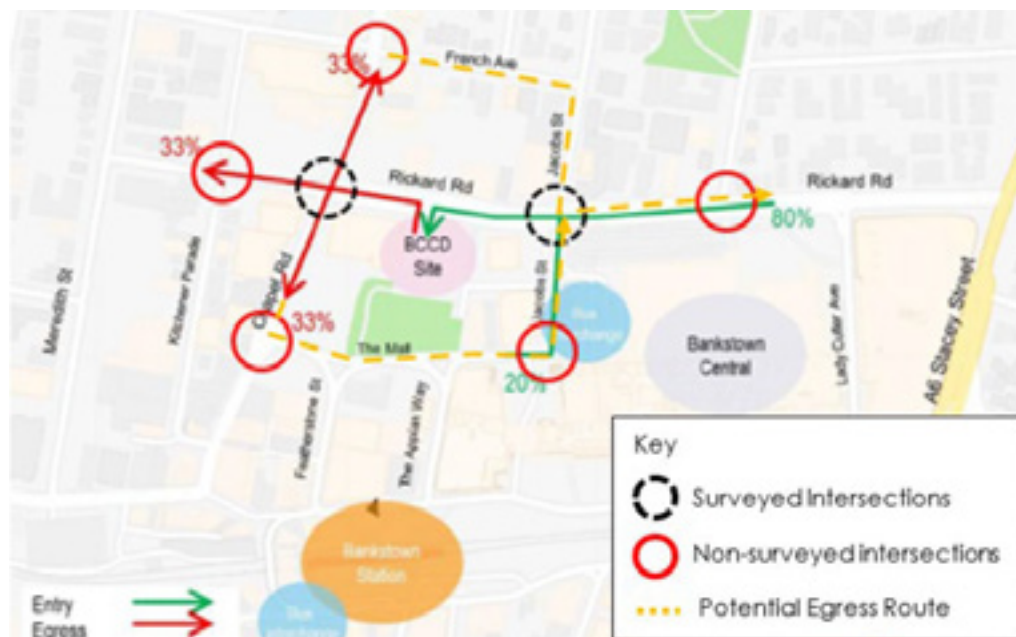 33%
French Ave
33%
Jacobs St
Rickard Rd
Rickard Rd
80%
BCCD
Site
Meredith St
Kitchener Parade
Chapel Rd
33%
Jacobs St
The Mall
20%
Bankstown
Central
Lady Cutler Ave
A6 Stacey Street
Featherstone St
The Appian Way
Key
Surveyed Intersections
Non-surveyed intersections
Potential Egress Route
Bankstown
Station
Entry
Egress